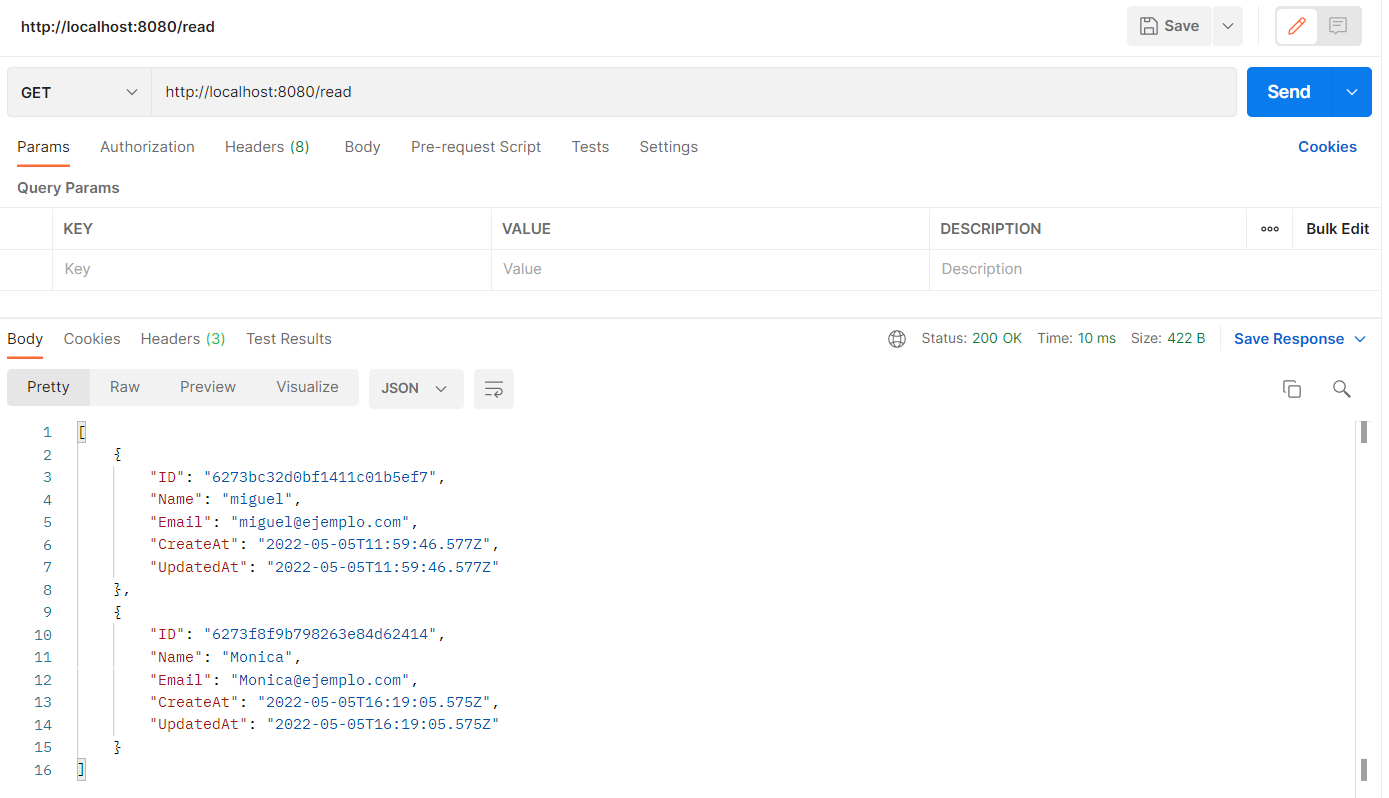 http://localhost:8080/read Save
GET http://localhost:8080/read Send
Params Authorization Headers (8) Body Pre-request Script Tests Settings Cookies
Query Params
KEY VALUE DESCRIPTION ooo Bulk Edit
Key Value Description
Body Cookies Headers (3) Test Results Status: 200 OK Time: 10 ms Size: 422 B Save Response
Pretty Raw Preview Visualize JSON
1 [
2 {
3 "ID": "6273bc32d0bf1411c01b5ef7",
4 "Name": "miguel",
5 "Email": "miguel@ejemplo.com",
6 "CreateAt": "2022-05-05T11:59:46.577Z",
7 "UpdatedAt": "2022-05-05T11:59:46.577Z"
8 },
9 {
10 "ID": "6273f8f9b798263e84d62414",
11 "Name": "Monica",
12 "Email": "Monica@ejemplo.com",
13 "CreateAt": "2022-05-05T16:19:05.575Z",
14 "UpdatedAt": "2022-05-05T16:19:05.575Z"
15 }
16 ]